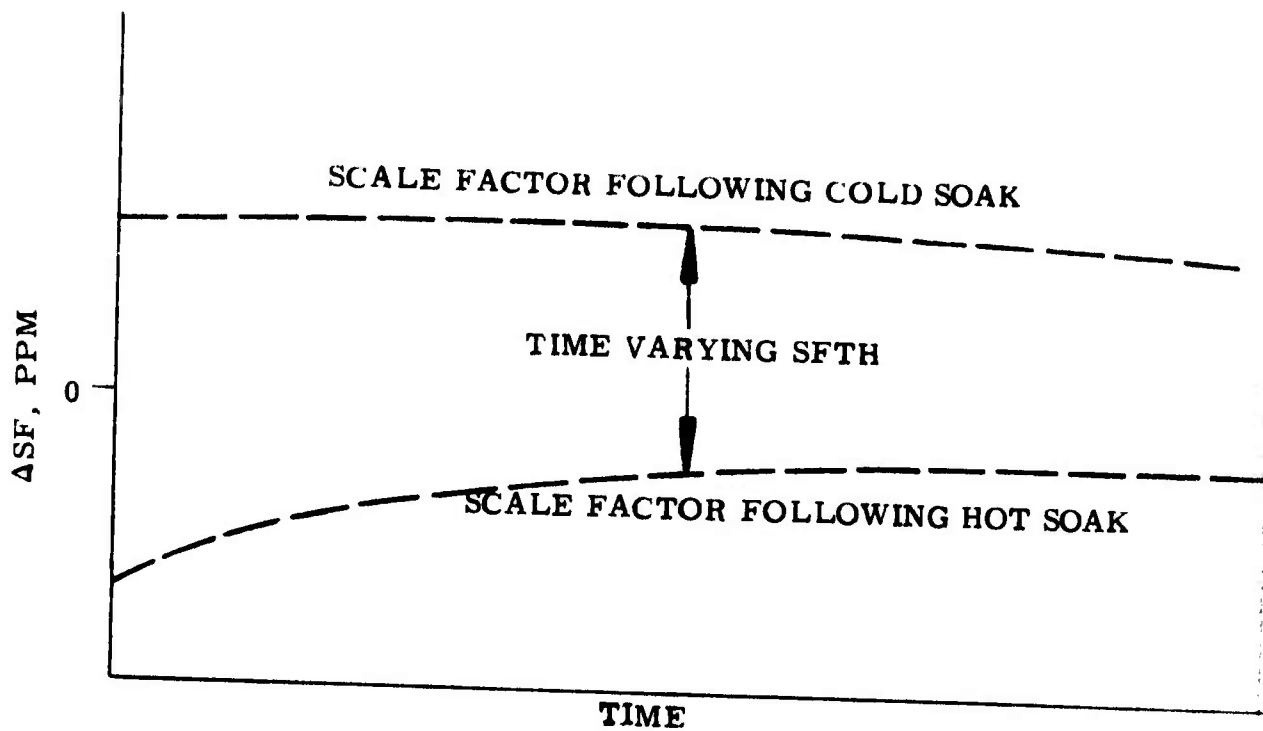 SCALE FACTOR FOLLOWING COLD SOAK
TIME VARYING SFTH
ΔSF, PPM
0
SCALE FACTOR FOLLOWING HOT SOAK
TIME